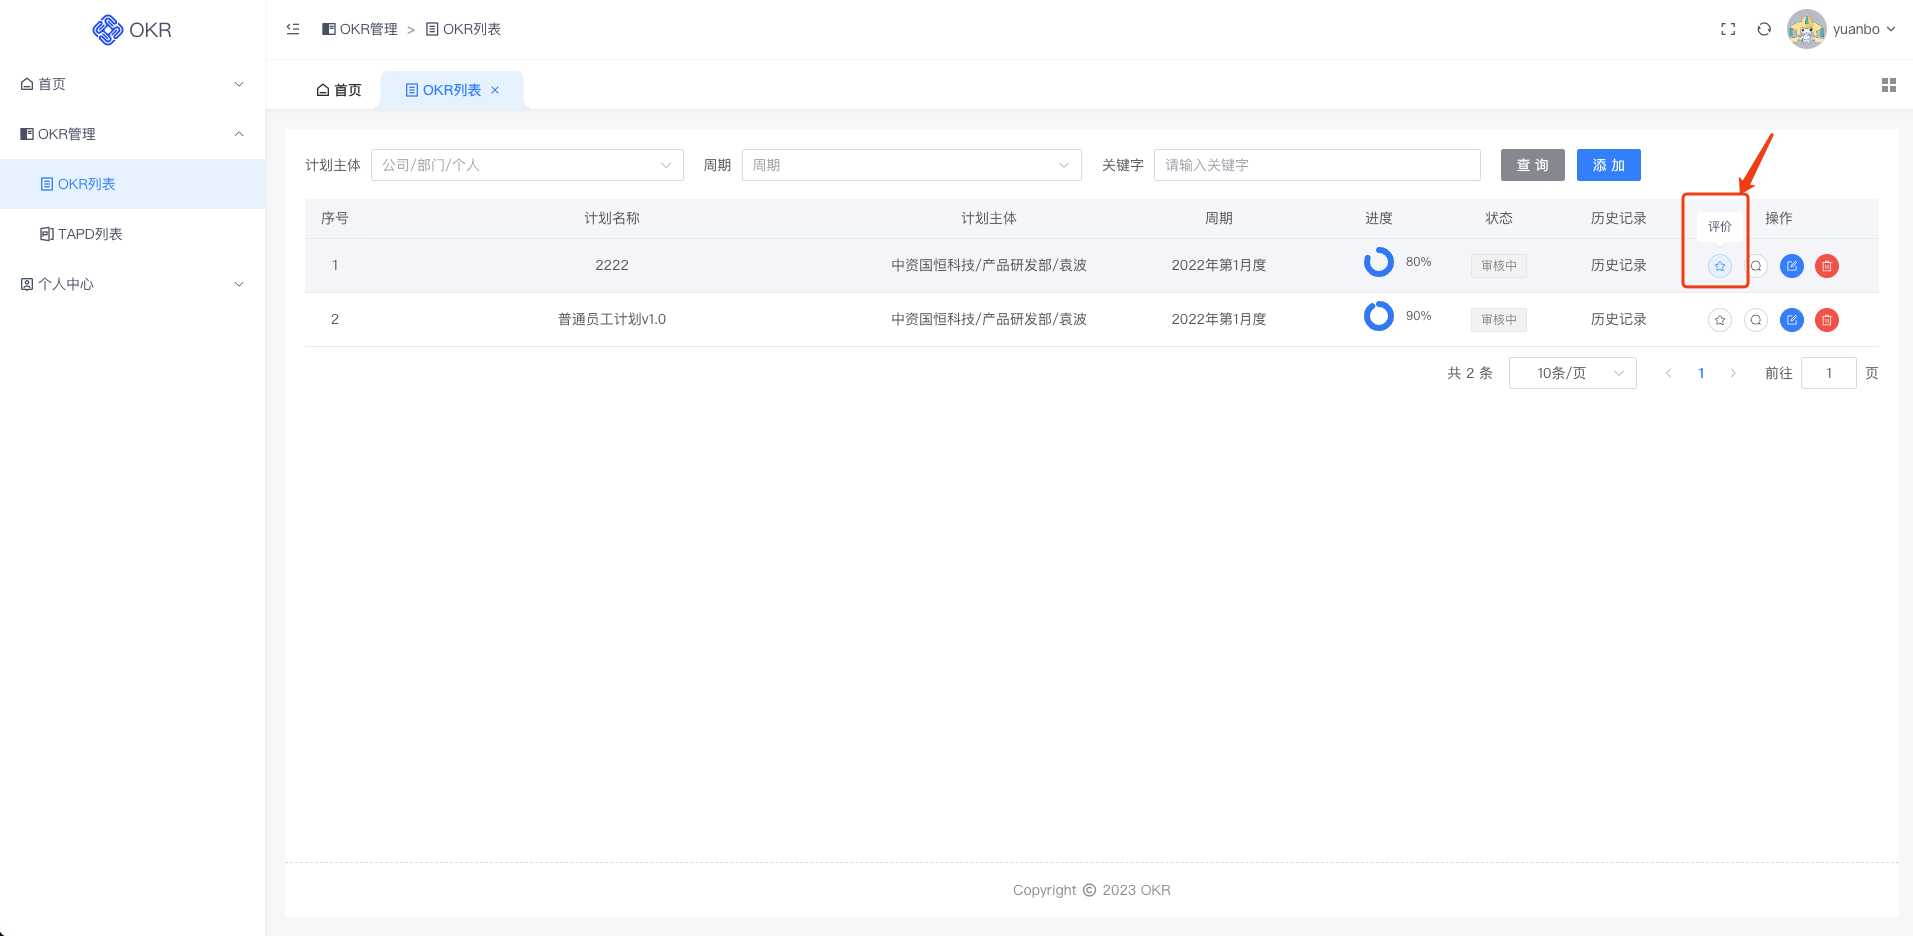 OKR
OKR管理 > OKR列表
yuanbo
首页
OKR管理
OKR列表
TAPD列表
个人中心
首页 OKR列表 ×
计划主体 公司/部门/个人 周期 周期 关键字 请输入关键字 查 询 添 加
序号 计划名称 计划主体 周期 进度 状态 历史记录 操作
评价
1 2222 中资国恒科技/产品研发部/袁波 2022年第1月度 80% 审核中 历史记录
2 普通员工计划v1.0 中资国恒科技/产品研发部/袁波 2022年第1月度 90% 审核中 历史记录
共 2 条 10条/页 < 1 > 前往 1 页
Copyright © 2023 OKR